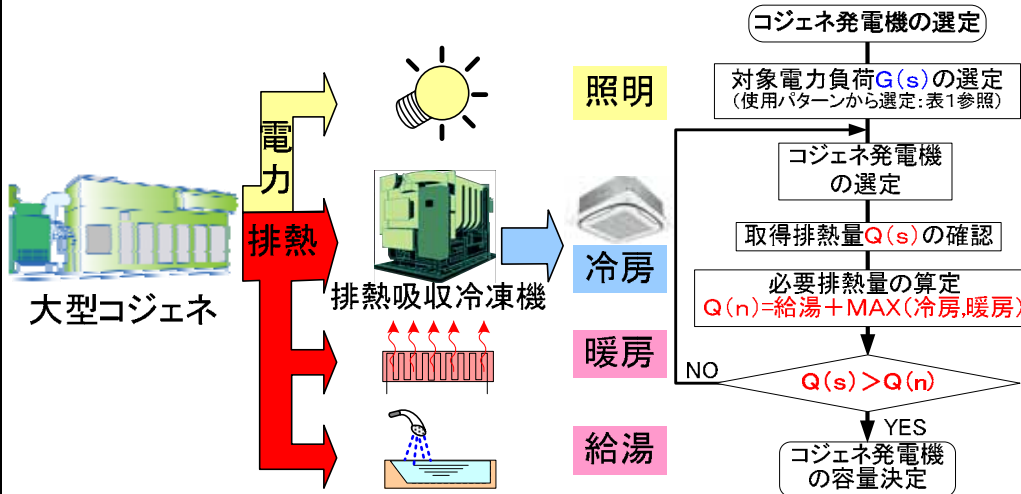 大型コジェネ
電力
排熱
排熱吸収冷凍機
照明
冷房
暖房
給湯
コジェネ発電機の選定
対象電力負荷G(s)の選定
(使用パターンから選定:表1参照)
コジェネ発電機
の選定
取得排熱量Q(s)の確認
必要排熱量の算定
Q(n)=給湯+MAX(冷房,暖房)
Q(s)>Q(n)
NO
YES
コジェネ発電機
の容量決定